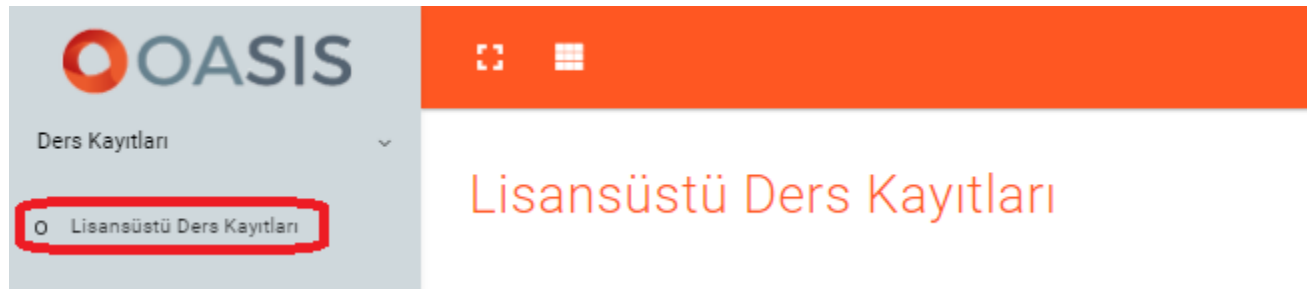 OASIS
Ders Kayıtları
Lisansüstü Ders Kayıtları
Lisansüstü Ders Kayıtları